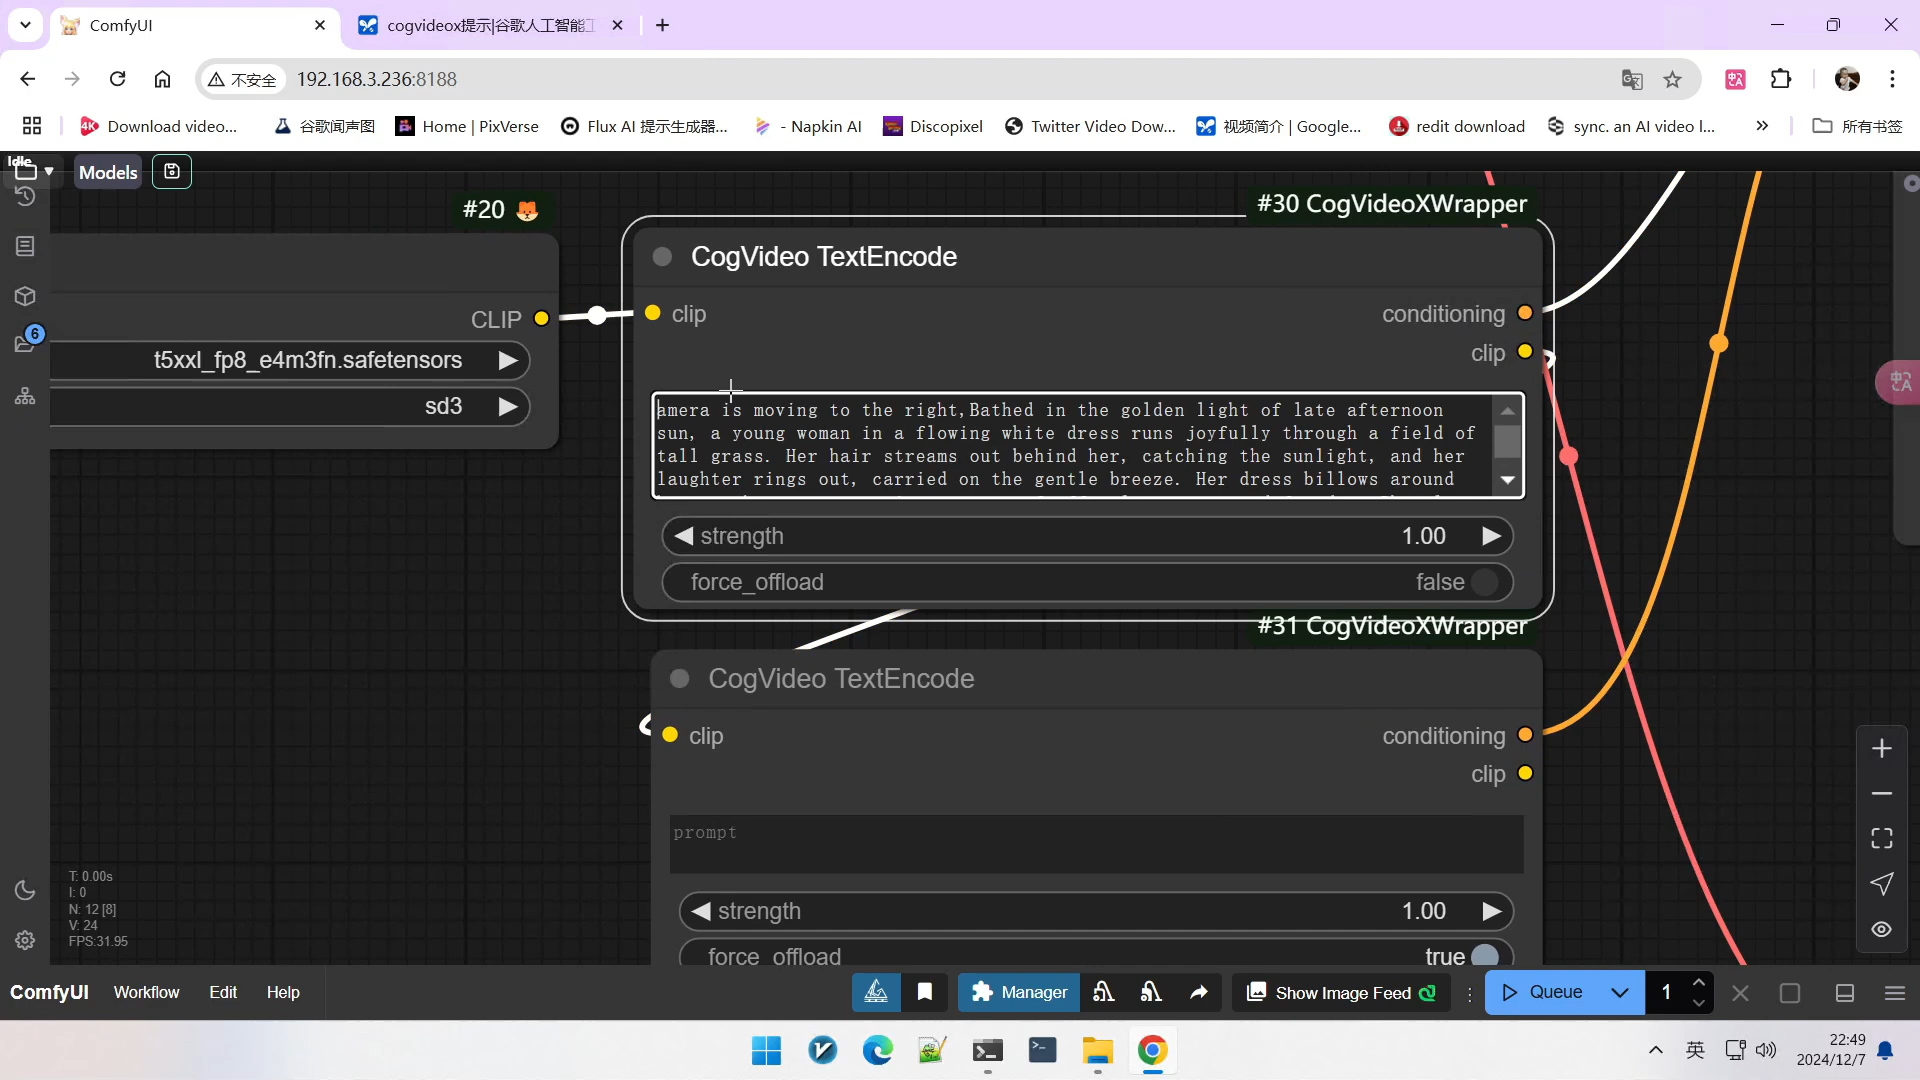 ComfyUI
cogvideox提示|谷歌人工智能工
不安全
192.168.3.236:8188
4K
Download video...
谷歌闻声图
Home | PixVerse
Flux AI 提示生成器...
- Napkin AI
Discopixel
Twitter Video Dow...
视频简介 | Google...
redit download
sync. an AI video l...
所有书签
Idle
Models
#20
#30 CogVideoXWrapper
CogVideo TextEncode
clip
conditioning
clip
CLIP
t5xxl_fp8_e4m3fn.safetensors
sd3
6
amera is moving to the right,Bathed in the golden light of late afternoon
sun, a young woman in a flowing white dress runs joyfully through a field of
tall grass. Her hair streams out behind her, catching the sunlight, and her
laughter rings out, carried on the gentle breeze. Her dress billows around
strength
1.00
force_offload
false
#31 CogVideoXWrapper
CogVideo TextEncode
clip
conditioning
clip
prompt
strength
1.00
force_offload
true
T: 0.00s
I: 0
N: 12 [8]
V: 24
FPS:31.95
ComfyUI
Workflow
Edit
Help
Manager
Show Image Feed
Queue
1
英
22:49
2024/12/7